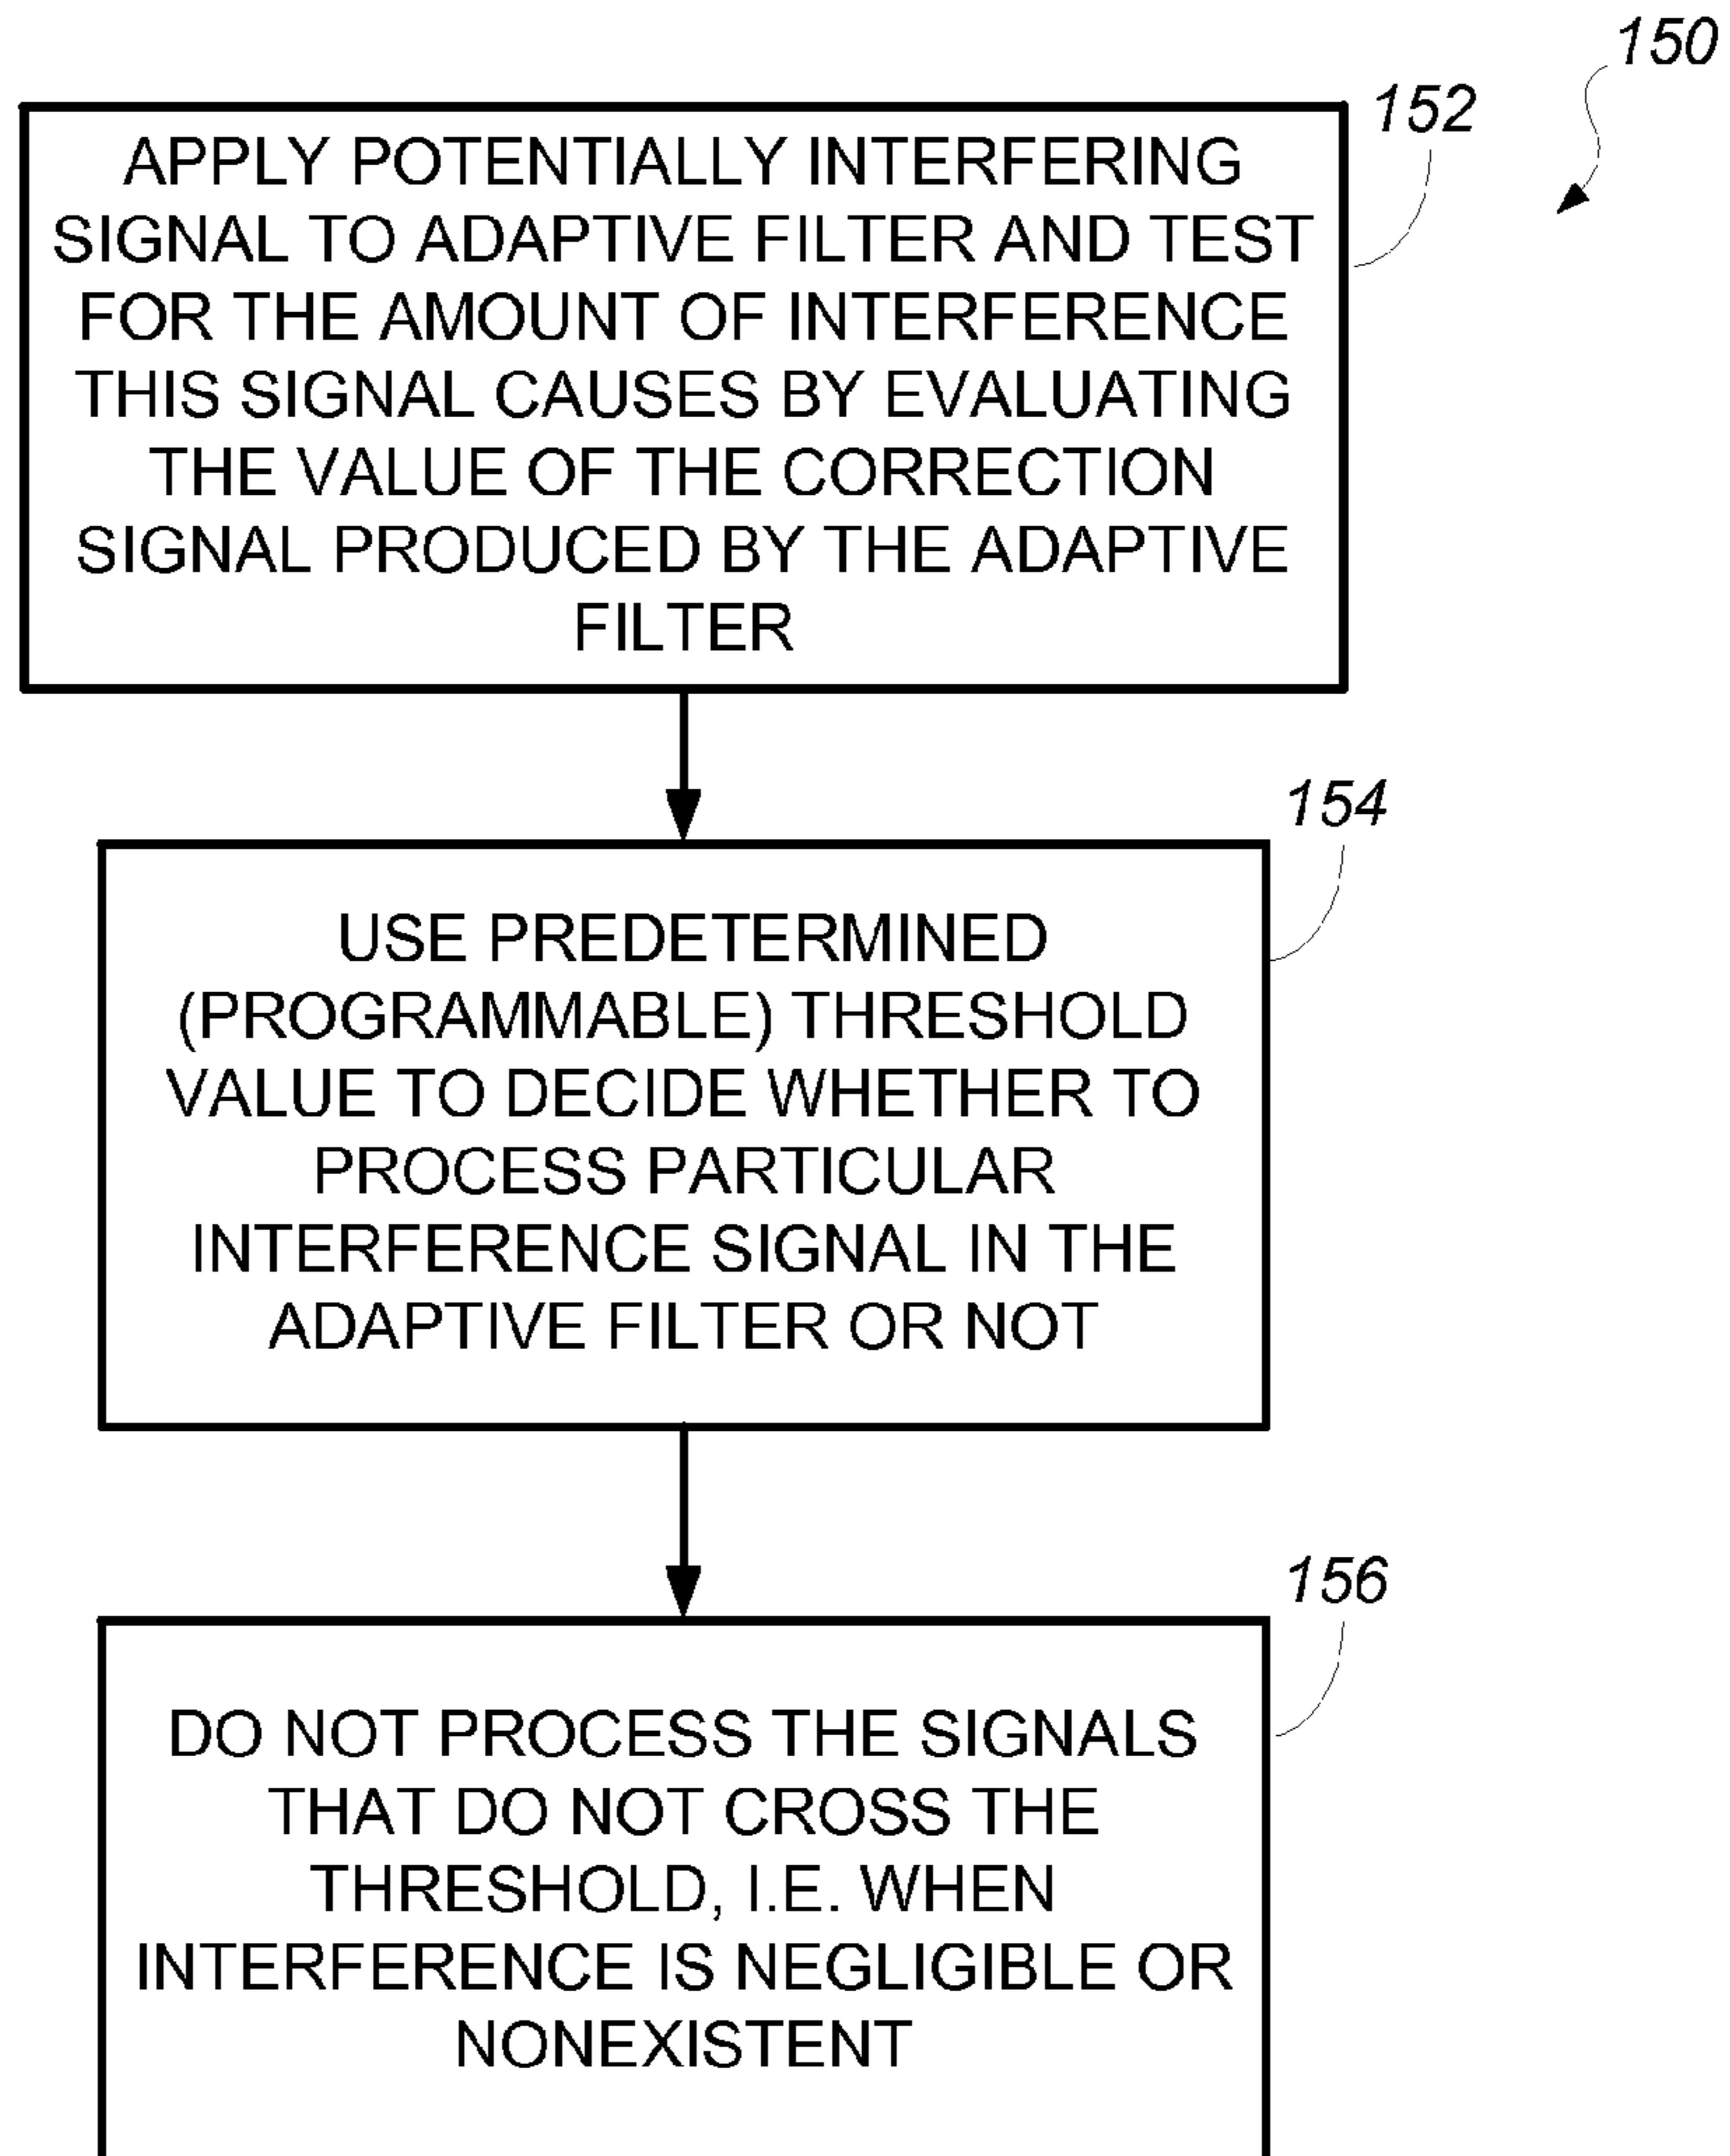 150
152
APPLY POTENTIALLY INTERFERING
SIGNAL TO ADAPTIVE FILTER AND TEST
FOR THE AMOUNT OF INTERFERENCE
THIS SIGNAL CAUSES BY EVALUATING
THE VALUE OF THE CORRECTION
SIGNAL PRODUCED BY THE ADAPTIVE
FILTER
154
USE PREDETERMINED
(PROGRAMMABLE) THRESHOLD
VALUE TO DECIDE WHETHER TO
PROCESS PARTICULAR
INTERFERENCE SIGNAL IN THE
ADAPTIVE FILTER OR NOT
156
DO NOT PROCESS THE SIGNALS
THAT DO NOT CROSS THE
THRESHOLD, I.E. WHEN
INTERFERENCE IS NEGLIGIBLE OR
NONEXISTENT